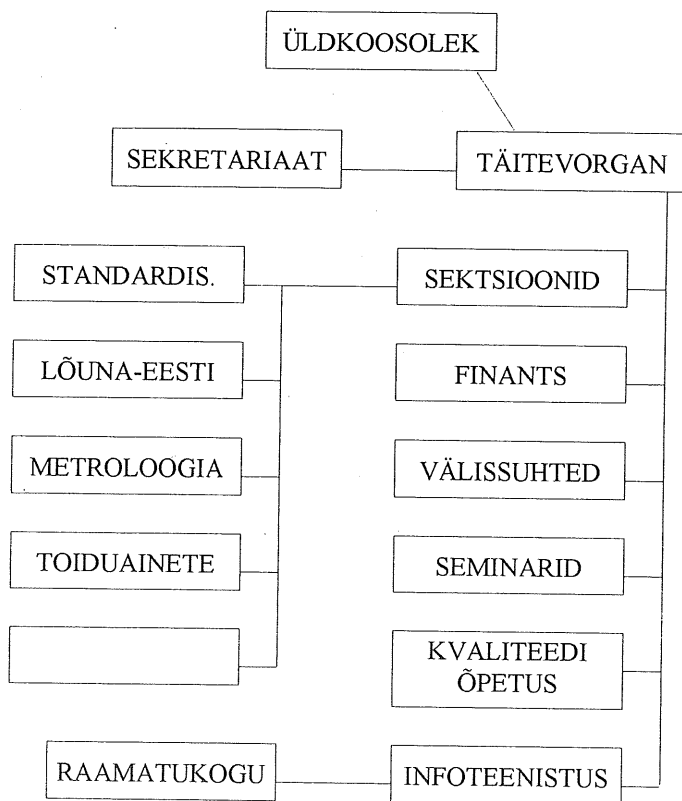 ÜLDKOOSOLEK
SEKRETARIAAT
TÄITEVORGAN
STANDARDIS.
SEKTSIOONID
LÕUNA-EESTI
FINANTS
METROLOOGIA
VÄLISSUHTED
TOIDUAINETE
SEMINARID
KVALITEEDI
ÕPETUS
RAAMATUKOGU
INFOTEENISTUS